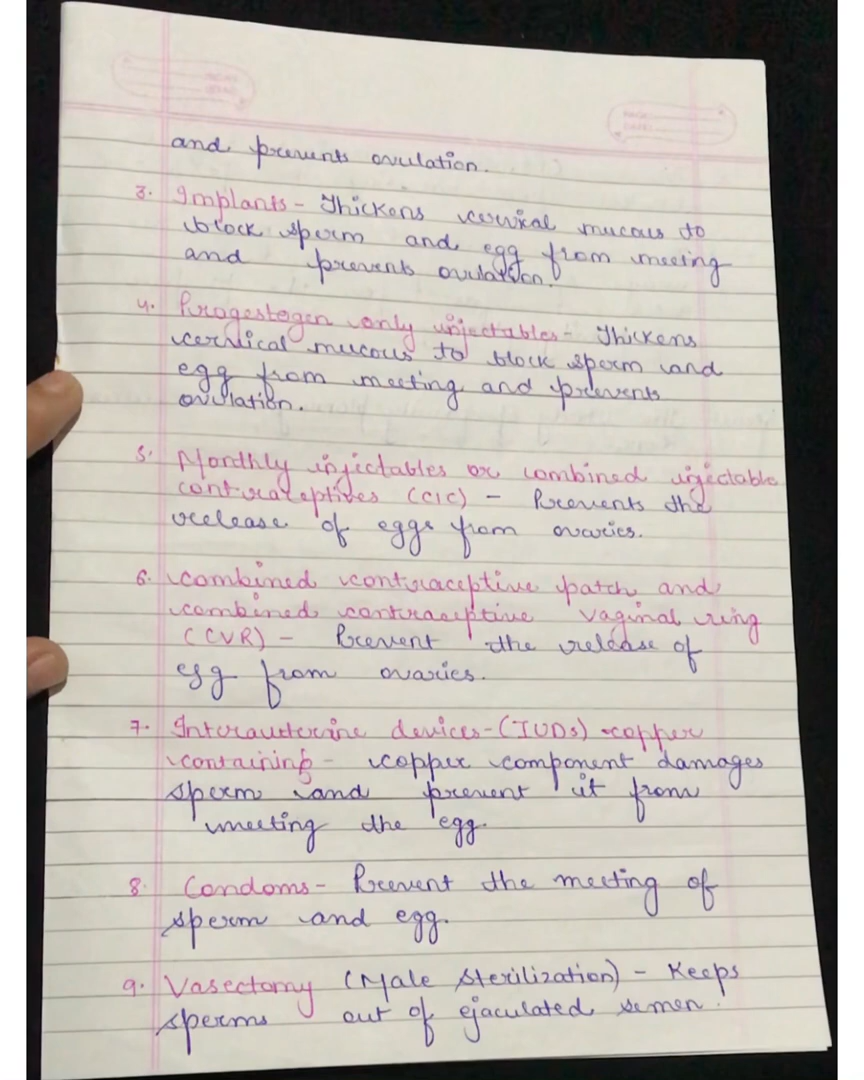 and prevents ovulation.
3. Implants - Thickens cervical mucous to
block sperm and egg from meeting
and prevents ovulation.
4. Progestogen only injectables - Thickens
cervical mucous to block sperm and
egg from meeting and prevents
ovulation.
5. Monthly injectables or combined injectable
contraceptives (CIC) - Prevents the
release of eggs from ovaries.
6. combined contraceptive patch and
combined contraceptive vaginal ring
(CCVR) - Prevent the release of
egg from ovaries.
7. Intrauterine devices - (IUDs) - copper
containing - copper component damages
sperm and prevent it from
meeting the egg.
8. Condoms - Prevent the meeting of
sperm and egg.
9. Vasectomy (Male sterilization) - Keeps
sperms out of ejaculated semen.